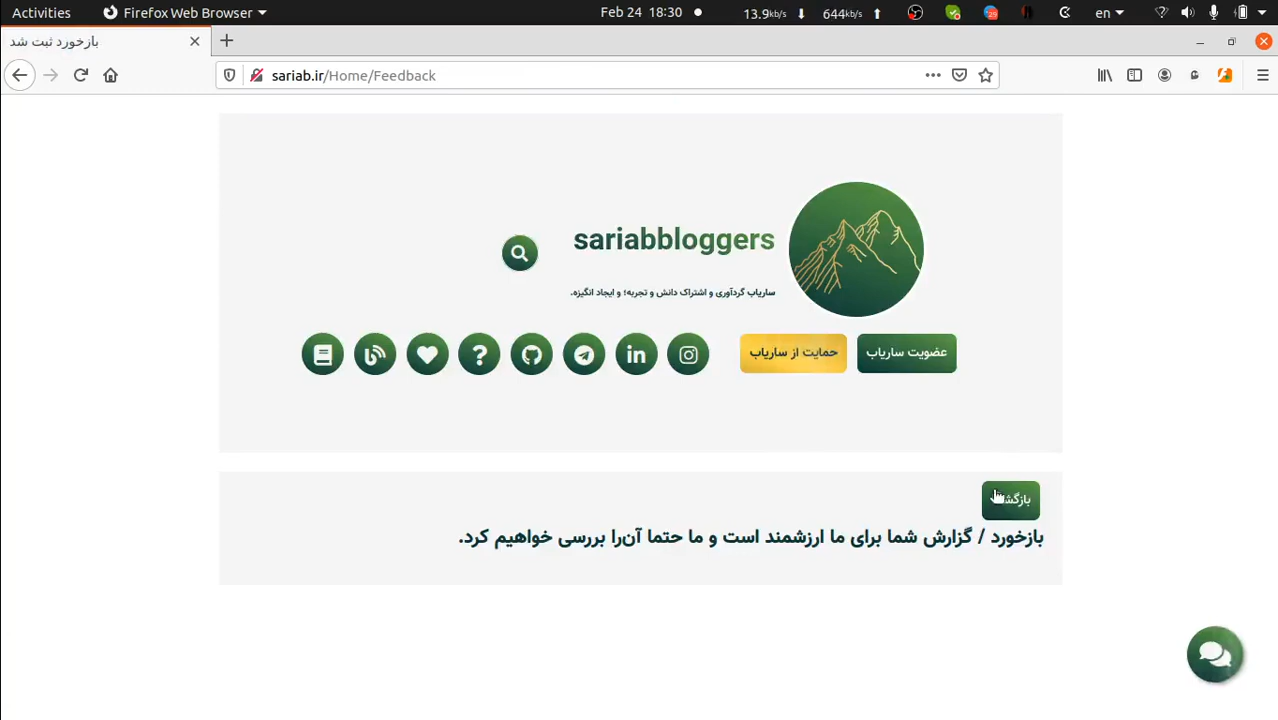 Activities
Firefox Web Browser
Feb 24 18:30
13.9kb/s
644kb/s
en
بازخورد ثبت شد
sariab.ir/Home/Feedback
sariabbloggers
ساریاب گردآوری و اشتراک دانش و تجربه؛ و ایجاد انگیزه.
عضویت ساریاب
حمایت از ساریاب
بازخورد / گزارش شما برای ما ارزشمند است و ما حتما آن‌را بررسی خواهیم کرد.